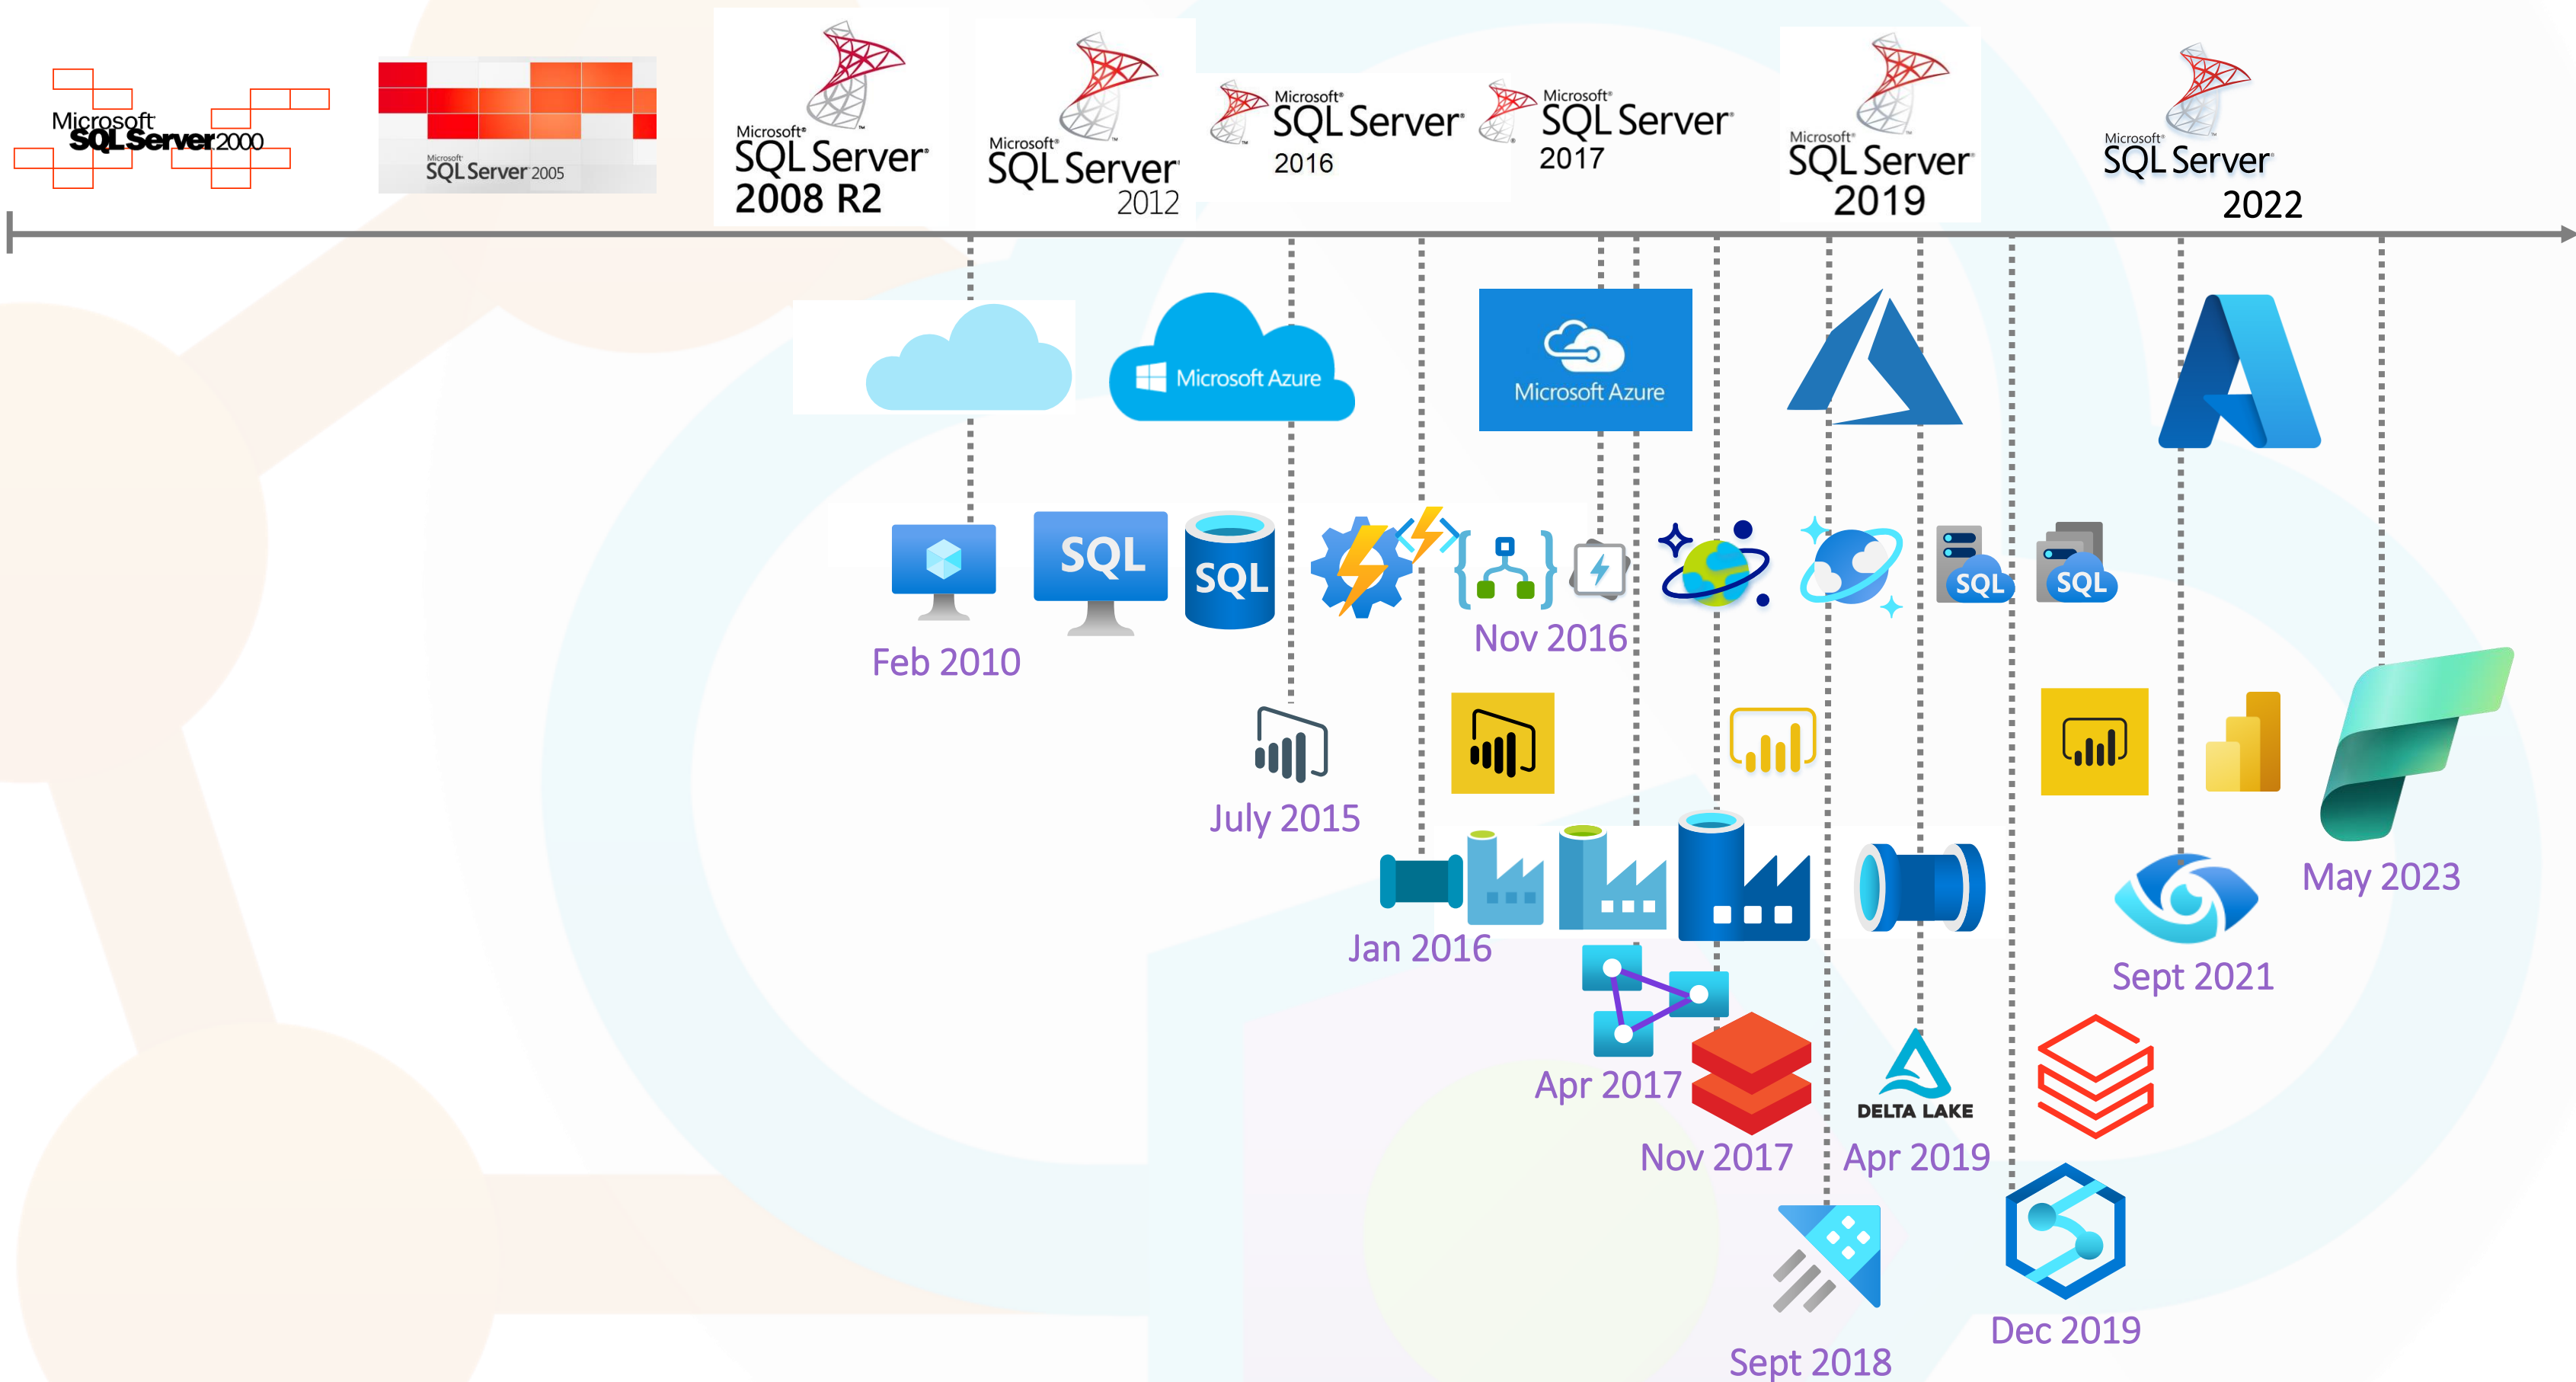 Microsoft
SQL Server 2000
Microsoft
SQL Server 2005
Microsoft®
SQL Server®
2008 R2
Microsoft®
SQL Server®
2012
Microsoft®
SQL Server®
2016
Microsoft®
SQL Server®
2017
Microsoft®
SQL Server®
2019
Microsoft®
SQL Server®
2022
Microsoft Azure
Microsoft Azure
SQL
SQL
SQL
SQL
Feb 2010
Nov 2016
July 2015
May 2023
Jan 2016
Sept 2021
Apr 2017
DELTA LAKE
Nov 2017
Apr 2019
Dec 2019
Sept 2018